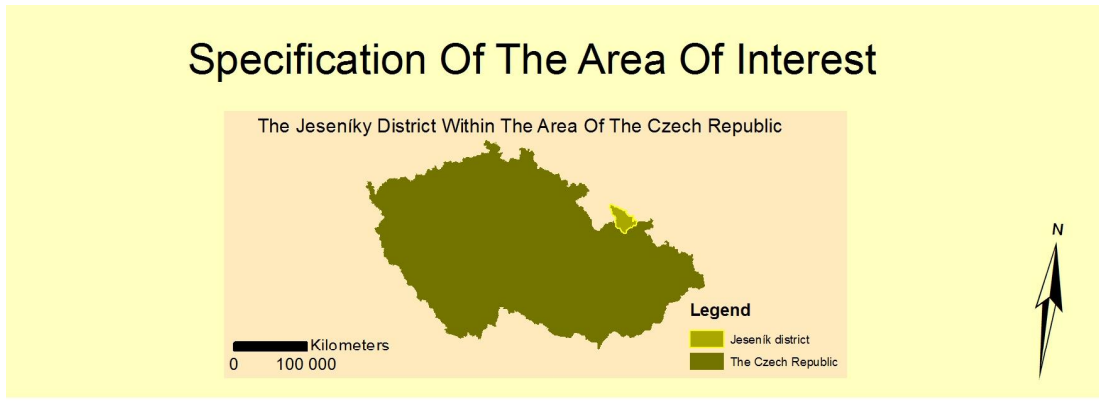 Specification Of The Area Of Interest
The Jeseníky District Within The Area Of The Czech Republic
N
Legend
Jeseník district
The Czech Republic
Kilometers
0 100 000